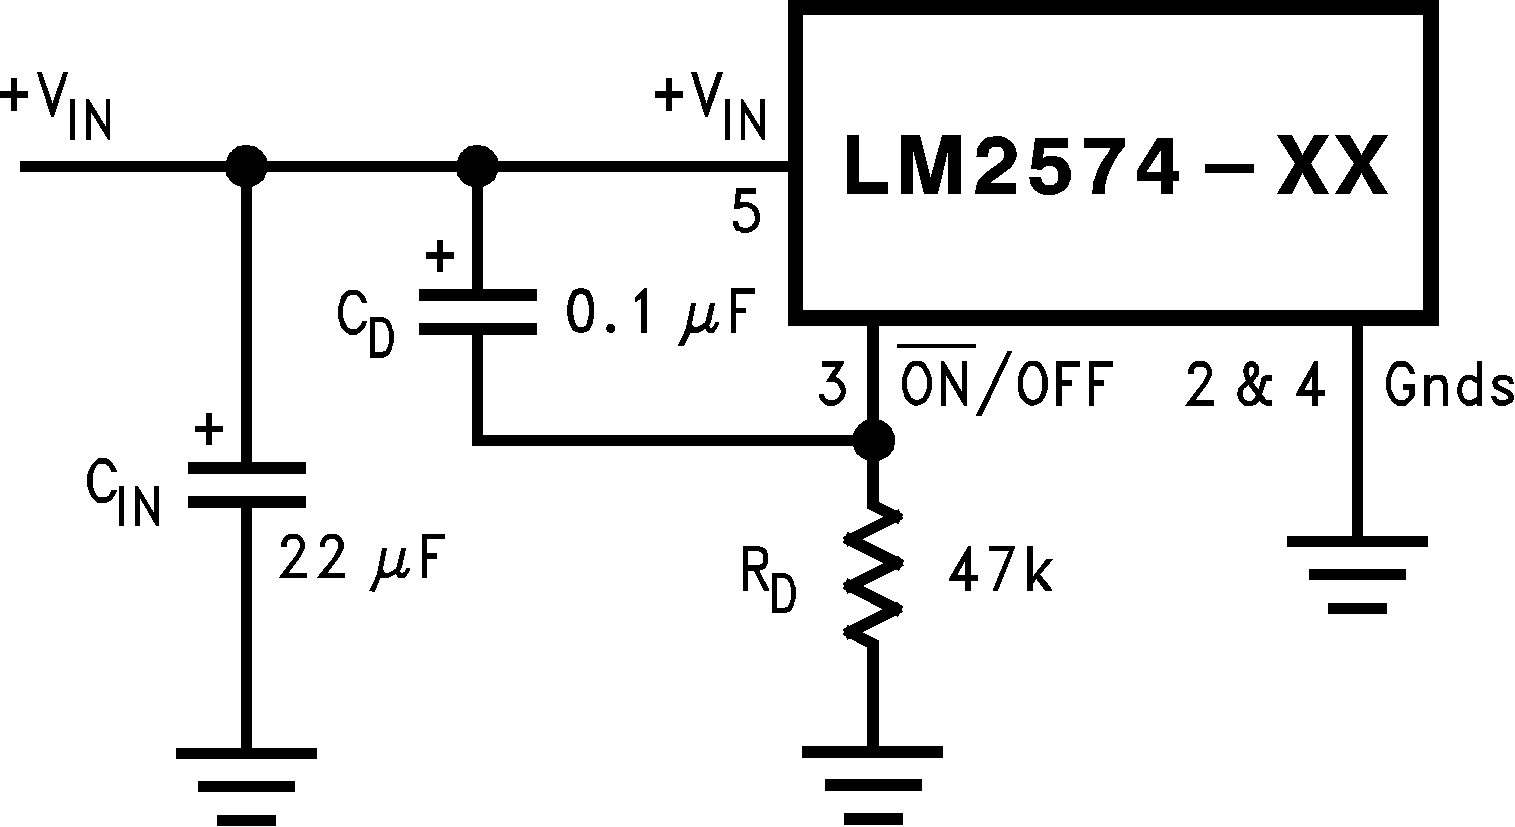 +VIN
+VIN
LM2574-XX
5
+
CD
0.1 μF
3
ON/OFF
2 & 4
Gnds
+
CIN
22 μF
RD
47k